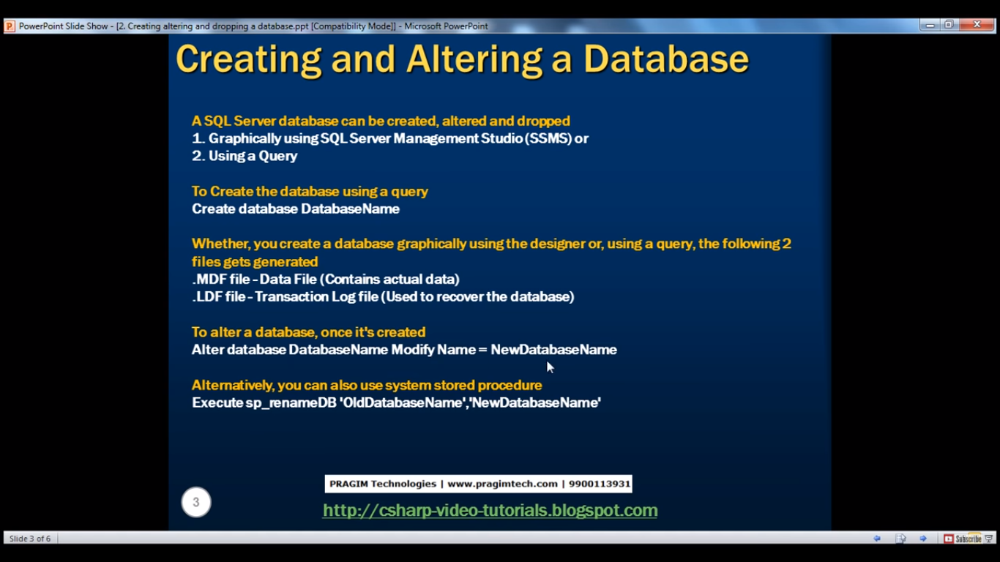 PowerPoint Slide Show - [2. Creating altering and dropping a database.ppt [Compatibility Mode]] - Microsoft PowerPoint
Creating and Altering a Database
A SQL Server database can be created, altered and dropped
1. Graphically using SQL Server Management Studio (SSMS) or
2. Using a Query
To Create the database using a query
Create database DatabaseName
Whether, you create a database graphically using the designer or, using a query, the following 2
files gets generated
.MDF file - Data File (Contains actual data)
.LDF file - Transaction Log file (Used to recover the database)
To alter a database, once it's created
Alter database DatabaseName Modify Name = NewDatabaseName
Alternatively, you can also use system stored procedure
Execute sp_renameDB 'OldDatabaseName','NewDatabaseName'
PRAGIM Technologies | www.pragimtech.com | 9900113931
3
http://csharp-video-tutorials.blogspot.com
Slide 3 of 6
Subscribe